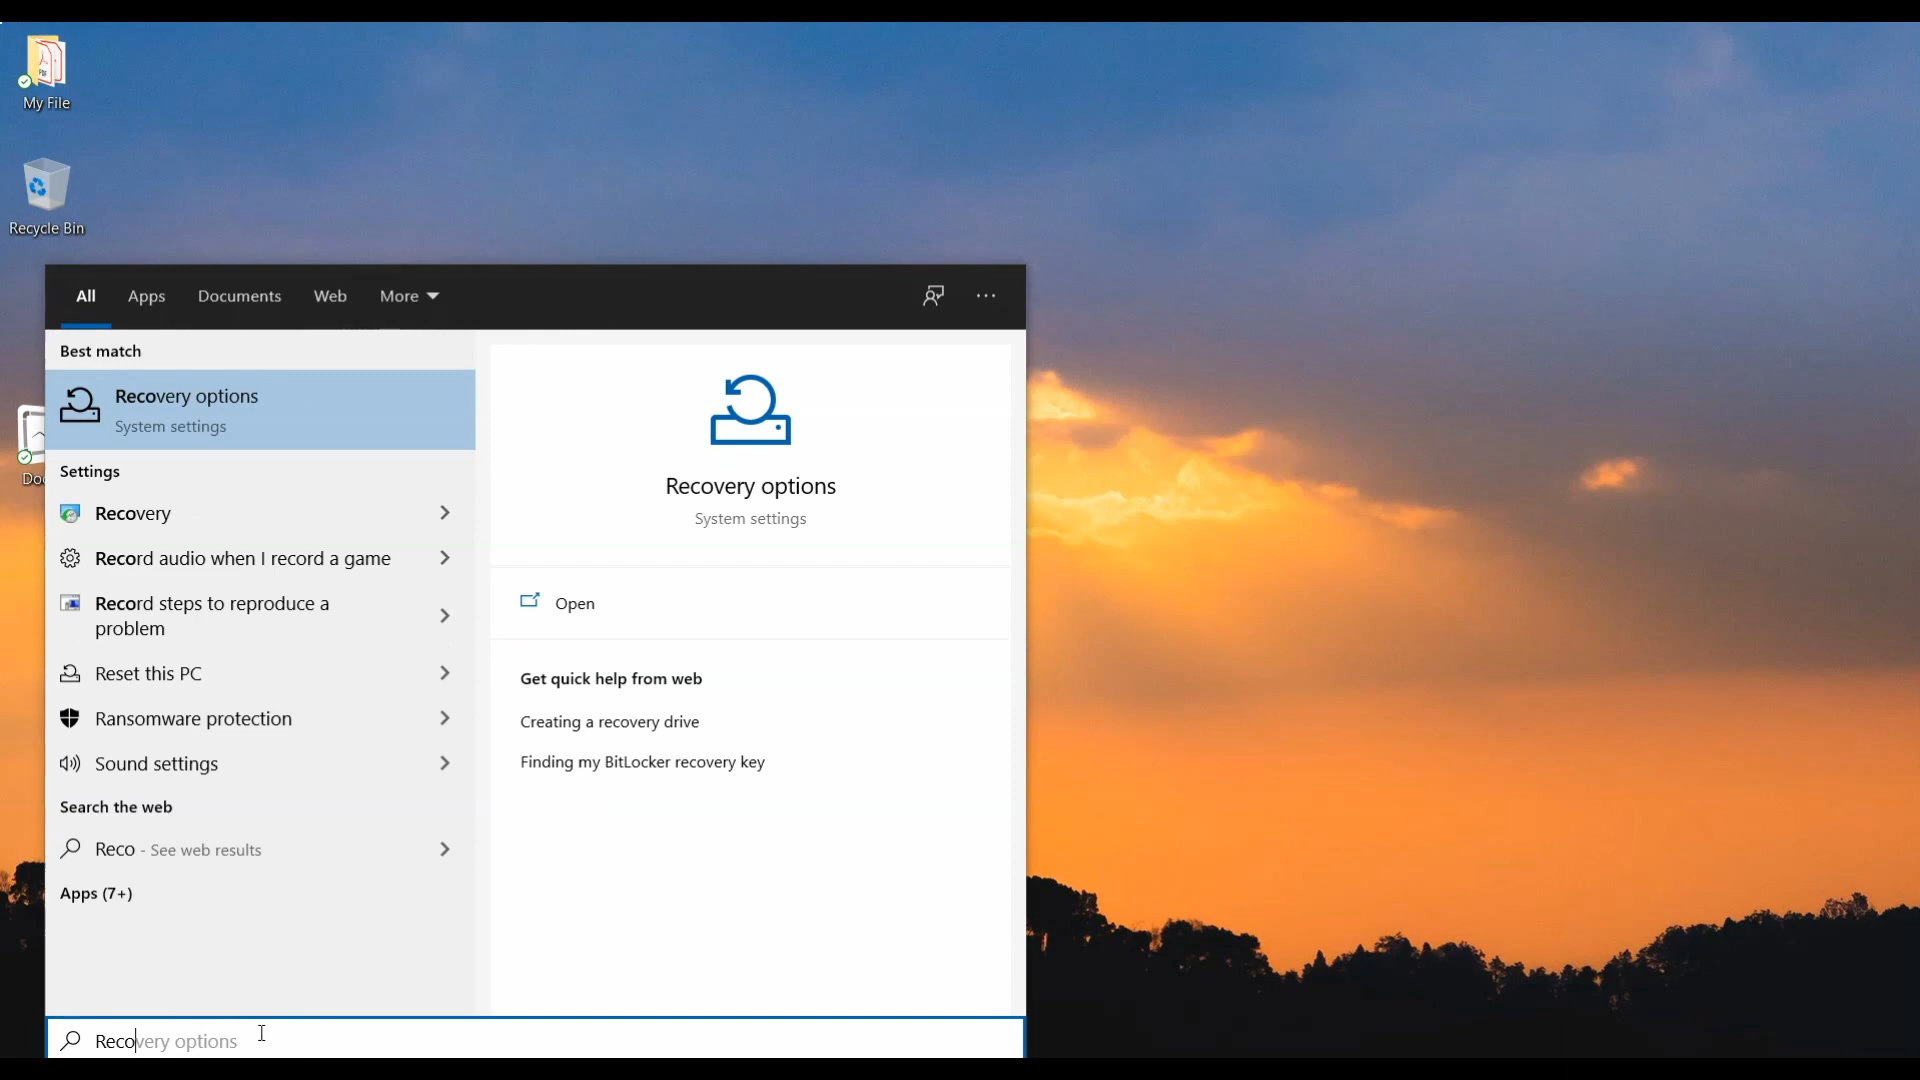 My File
Recycle Bin
Doc
All Apps Documents Web More
Best match
Recovery options
System settings
Settings
Recovery
Record audio when I record a game
Record steps to reproduce a
problem
Reset this PC
Ransomware protection
Sound settings
Search the web
Reco - See web results
Apps (7+)
Recovery options
System settings
Open
Get quick help from web
Creating a recovery drive
Finding my BitLocker recovery key
Recovery options